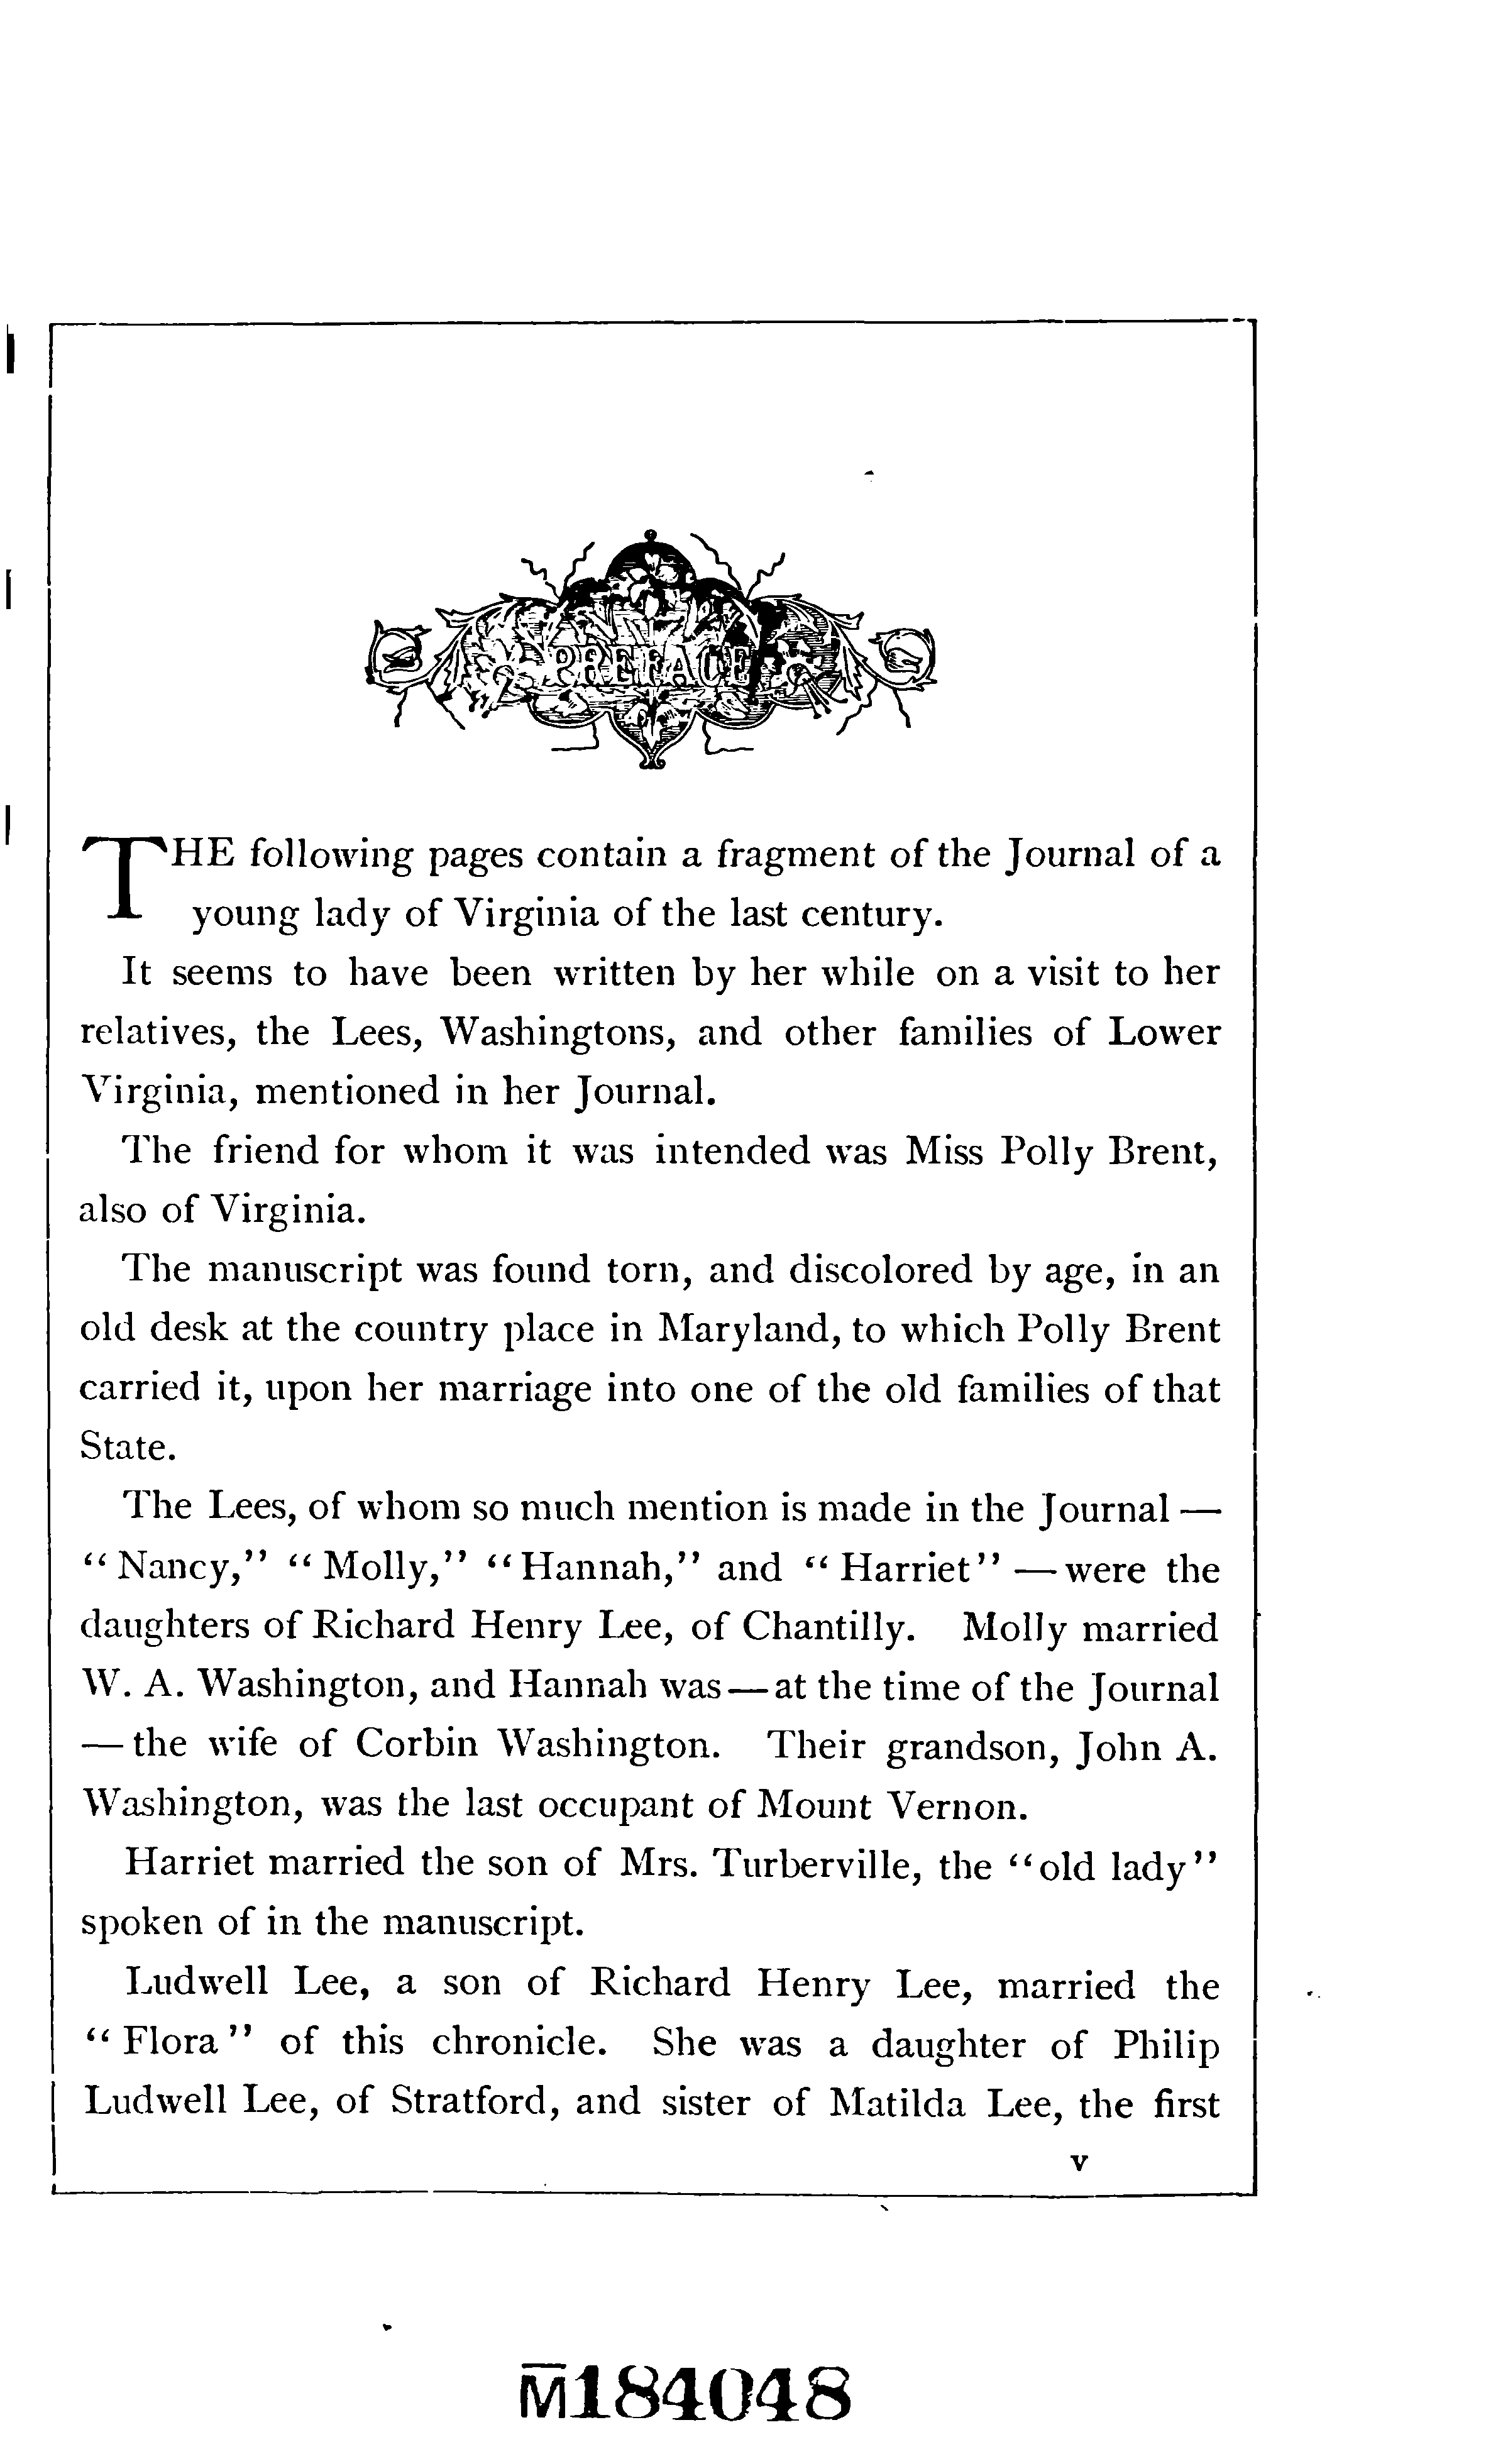 PREFACE
THE following pages contain a fragment of the Journal of a
young lady of Virginia of the last century.
It seems to have been written by her while on a visit to her
relatives, the Lees, Washingtons, and other families of Lower
Virginia, mentioned in her Journal.
The friend for whom it was intended was Miss Polly Brent,
also of Virginia.
The manuscript was found torn, and discolored by age, in an
old desk at the country place in Maryland, to which Polly Brent
carried it, upon her marriage into one of the old families of that
State.
The Lees, of whom so much mention is made in the Journal —
“Nancy,” “Molly,” “Hannah,” and “Harriet” — were the
daughters of Richard Henry Lee, of Chantilly. Molly married
W. A. Washington, and Hannah was — at the time of the Journal
— the wife of Corbin Washington. Their grandson, John A.
Washington, was the last occupant of Mount Vernon.
Harriet married the son of Mrs. Turberville, the “old lady”
spoken of in the manuscript.
Ludwell Lee, a son of Richard Henry Lee, married the
“Flora” of this chronicle. She was a daughter of Philip
Ludwell Lee, of Stratford, and sister of Matilda Lee, the first
v
M184048